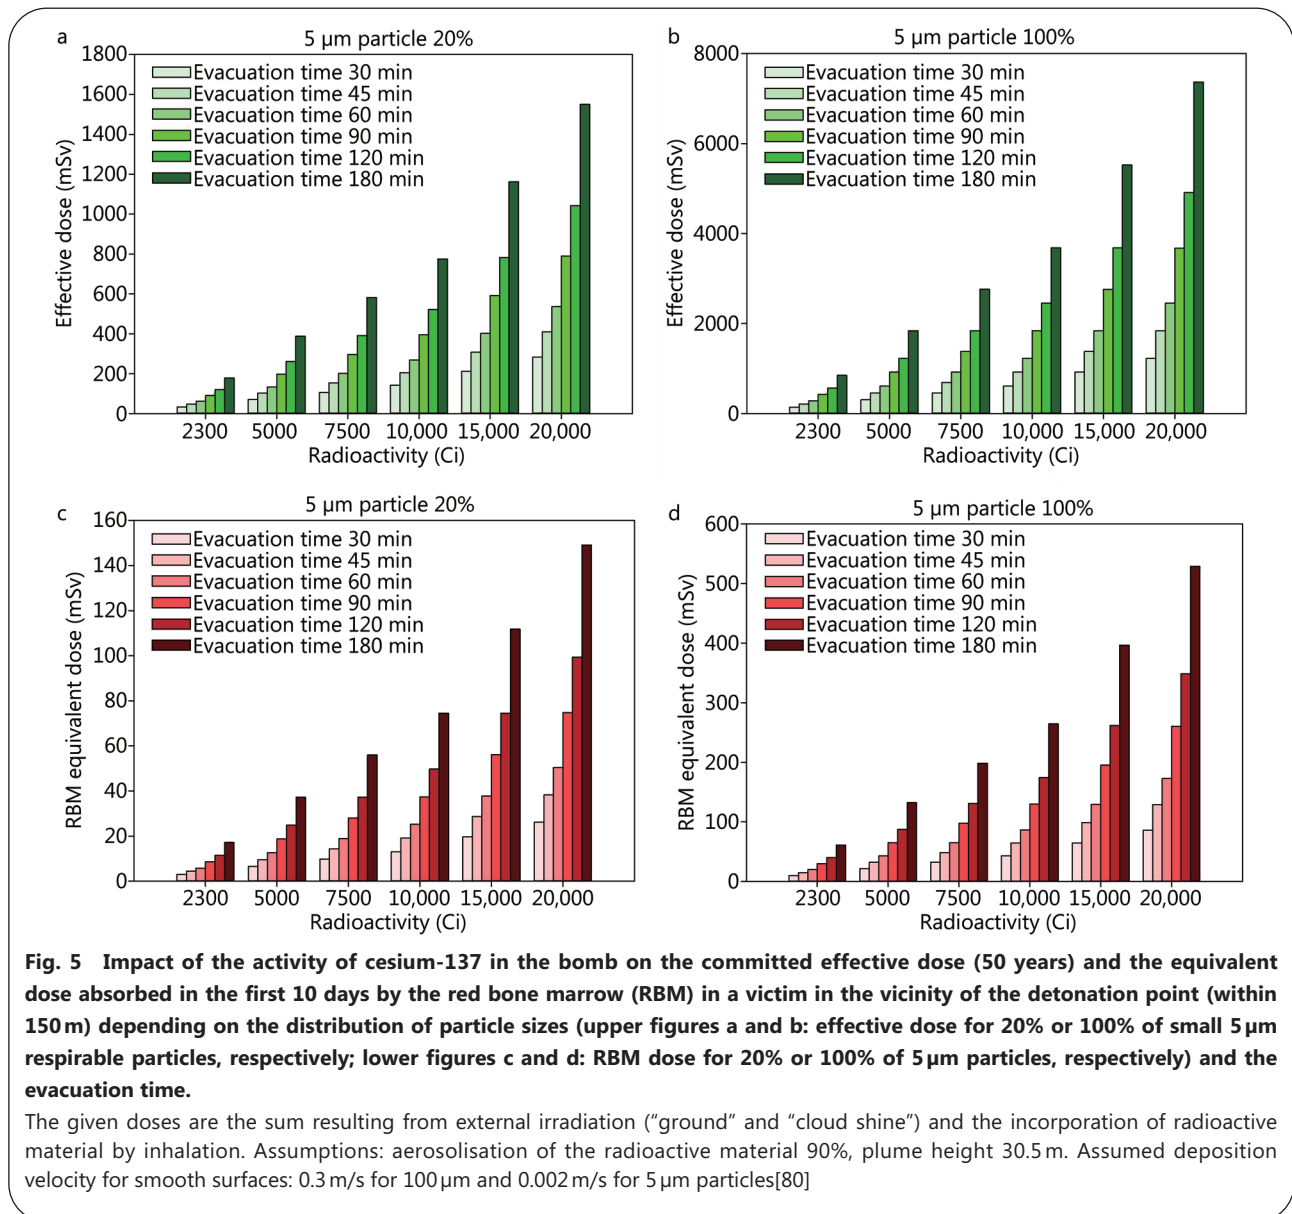 a
5 µm particle 20%
1800
1600
1400
1200
1000
800
600
400
200
0
Effective dose (mSv)
Evacuation time 30 min
Evacuation time 45 min
Evacuation time 60 min
Evacuation time 90 min
Evacuation time 120 min
Evacuation time 180 min
2300 5000 7500 10,000 15,000 20,000
Radioactivity (Ci)
b
5 µm particle 100%
8000
6000
4000
2000
0
Effective dose (mSv)
Evacuation time 30 min
Evacuation time 45 min
Evacuation time 60 min
Evacuation time 90 min
Evacuation time 120 min
Evacuation time 180 min
2300 5000 7500 10,000 15,000 20,000
Radioactivity (Ci)
c
5 µm particle 20%
160
140
120
100
80
60
40
20
0
RBM equivalent dose (mSv)
Evacuation time 30 min
Evacuation time 45 min
Evacuation time 60 min
Evacuation time 90 min
Evacuation time 120 min
Evacuation time 180 min
2300 5000 7500 10,000 15,000 20,000
Radioactivity (Ci)
d
5 µm particle 100%
600
500
400
300
200
100
0
RBM equivalent dose (mSv)
Evacuation time 30 min
Evacuation time 45 min
Evacuation time 60 min
Evacuation time 90 min
Evacuation time 120 min
Evacuation time 180 min
2300 5000 7500 10,000 15,000 20,000
Radioactivity (Ci)
Fig. 5 Impact of the activity of cesium-137 in the bomb on the committed effective dose (50 years) and the equivalent
dose absorbed in the first 10 days by the red bone marrow (RBM) in a victim in the vicinity of the detonation point (within
150 m) depending on the distribution of particle sizes (upper figures a and b: effective dose for 20% or 100% of small 5 µm
respirable particles, respectively; lower figures c and d: RBM dose for 20% or 100% of 5 µm particles, respectively) and the
evacuation time.
The given doses are the sum resulting from external irradiation (“ground” and “cloud shine”) and the incorporation of radioactive
material by inhalation. Assumptions: aerosolisation of the radioactive material 90%, plume height 30.5 m. Assumed deposition
velocity for smooth surfaces: 0.3 m/s for 100 µm and 0.002 m/s for 5 µm particles[80]